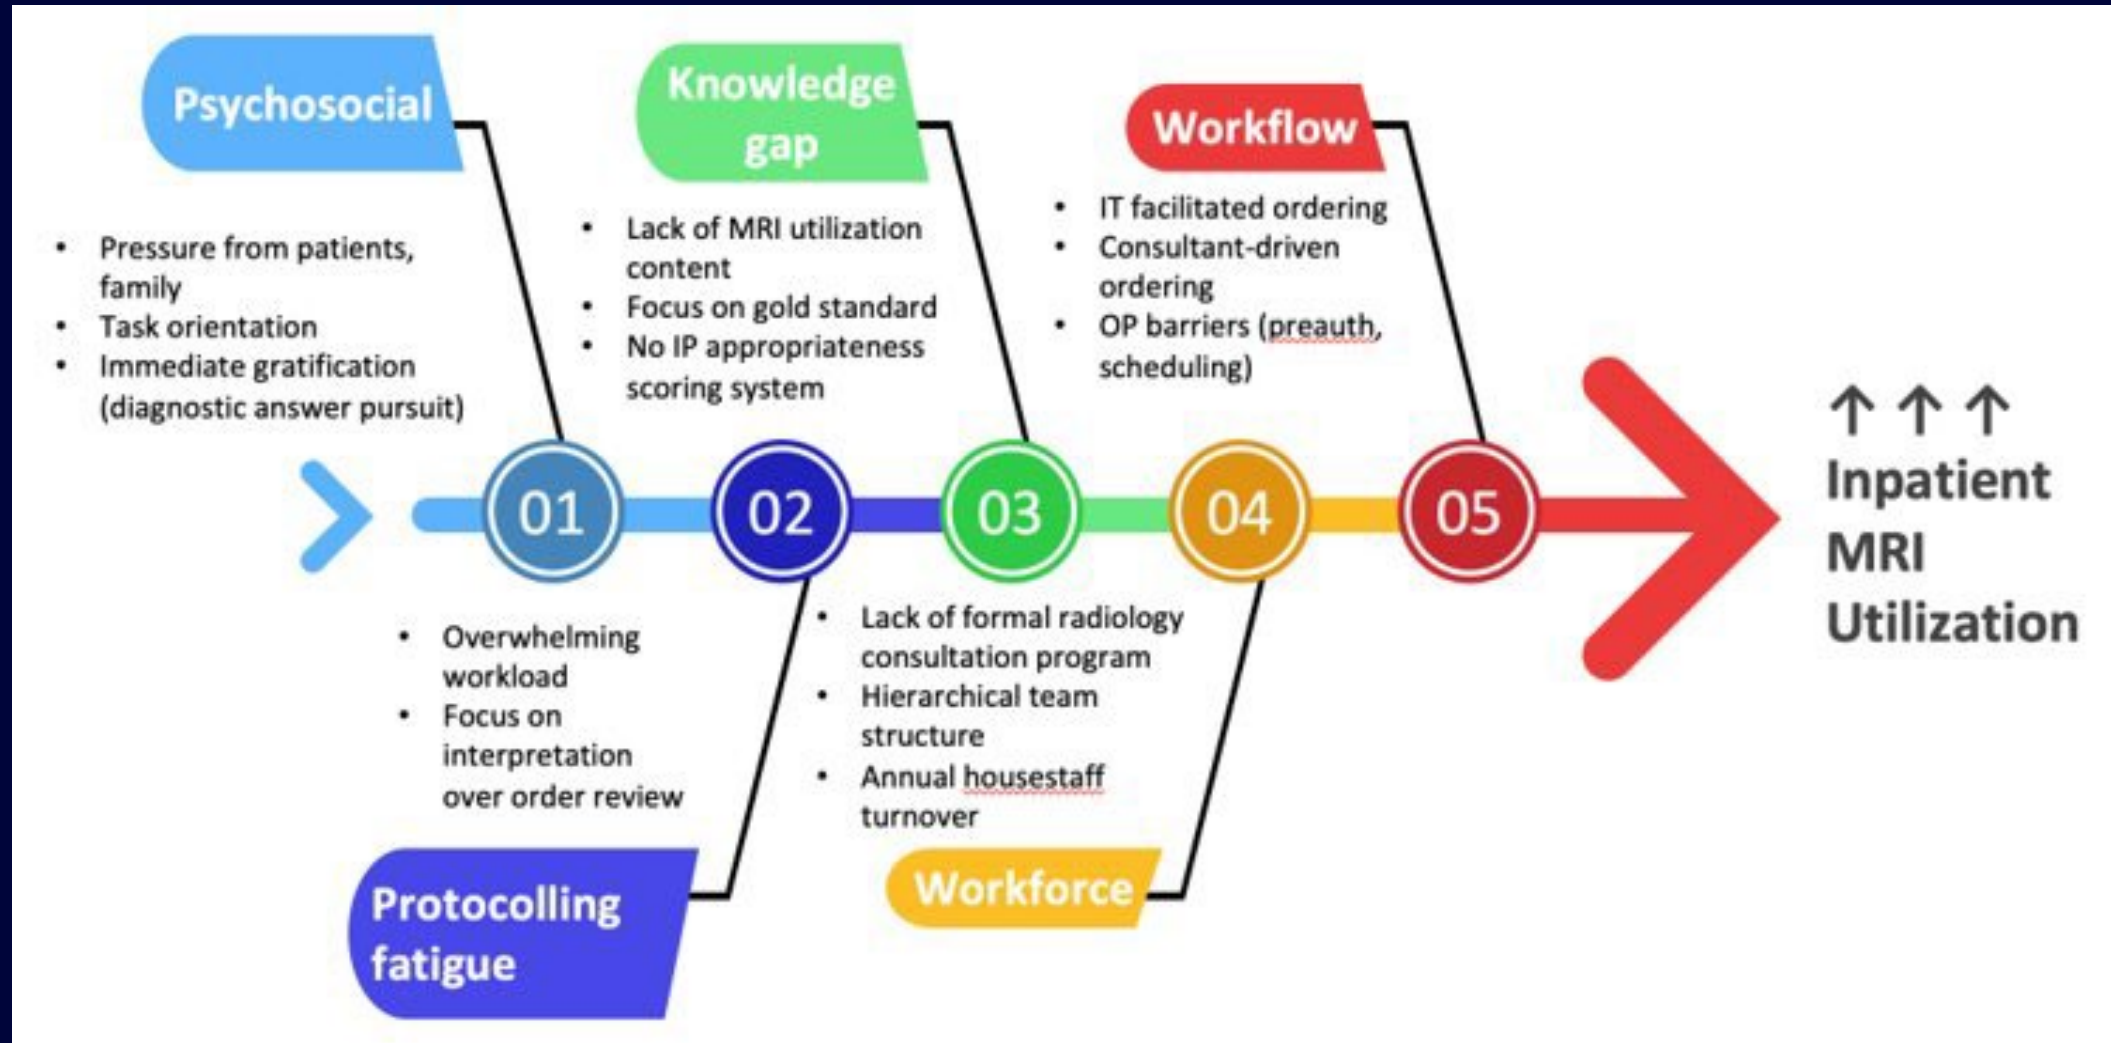 Psychosocial
• Pressure from patients,
family
• Task orientation
• Immediate gratification
(diagnostic answer pursuit)
Knowledge
gap
• Lack of MRI utilization
content
• Focus on gold standard
• No IP appropriateness
scoring system
Workflow
• IT facilitated ordering
• Consultant-driven
ordering
• OP barriers (preauth,
scheduling)
01
02
03
04
05
↑ ↑ ↑
Inpatient
MRI
Utilization
• Overwhelming
workload
• Focus on
interpretation
over order review
Protocolling
fatigue
• Lack of formal radiology
consultation program
• Hierarchical team
structure
• Annual housestaff
turnover
Workforce